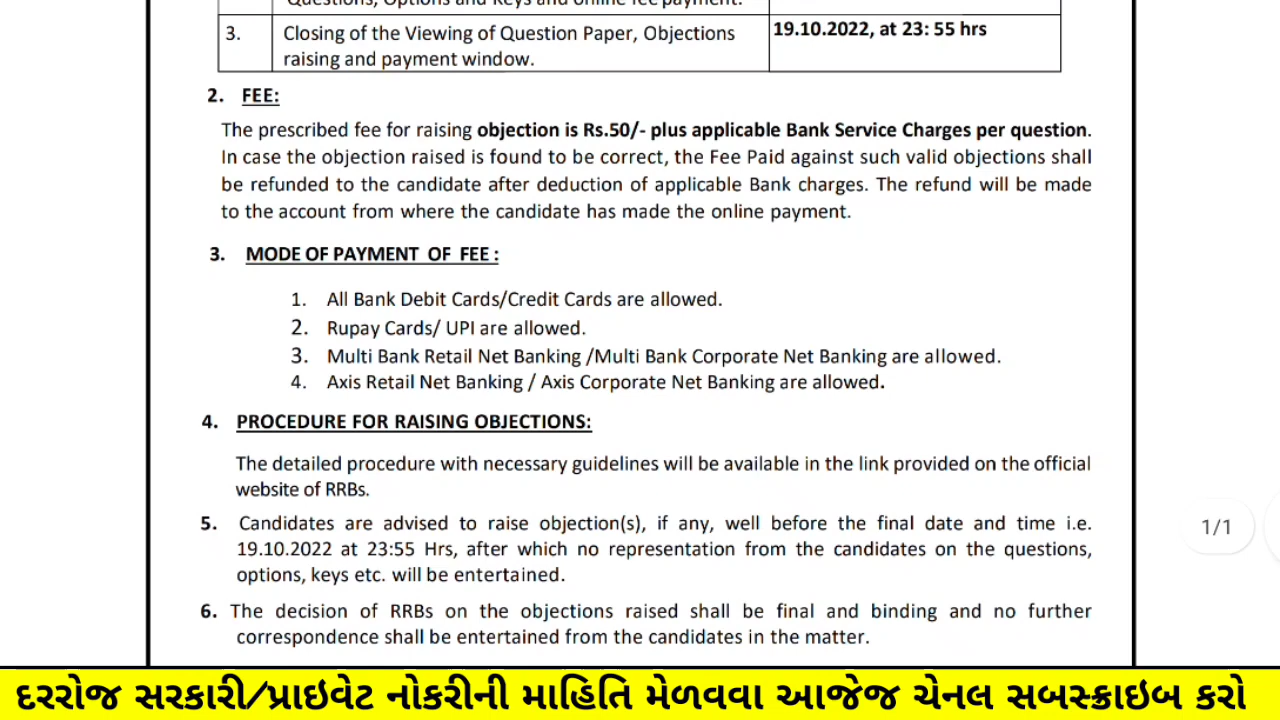 Questions, Options and Keys and online fee payment.
3. Closing of the Viewing of Question Paper, Objections raising and payment window. 19.10.2022, at 23: 55 hrs
2. FEE:
The prescribed fee for raising objection is Rs.50/- plus applicable Bank Service Charges per question.
In case the objection raised is found to be correct, the Fee Paid against such valid objections shall
be refunded to the candidate after deduction of applicable Bank charges. The refund will be made
to the account from where the candidate has made the online payment.
3. MODE OF PAYMENT OF FEE :
1. All Bank Debit Cards/Credit Cards are allowed.
2. Rupay Cards/ UPI are allowed.
3. Multi Bank Retail Net Banking /Multi Bank Corporate Net Banking are allowed.
4. Axis Retail Net Banking / Axis Corporate Net Banking are allowed.
4. PROCEDURE FOR RAISING OBJECTIONS:
The detailed procedure with necessary guidelines will be available in the link provided on the official
website of RRBs.
5. Candidates are advised to raise objection(s), if any, well before the final date and time i.e.
19.10.2022 at 23:55 Hrs, after which no representation from the candidates on the questions,
options, keys etc. will be entertained.
1/1
6. The decision of RRBs on the objections raised shall be final and binding and no further
correspondence shall be entertained from the candidates in the matter.
દરરોજ સરકારી/પ્રાઇવેટ નોકરીની માહિતિ મેળવવા આજેજ ચેનલ સબસ્ક્રાઇબ કરો